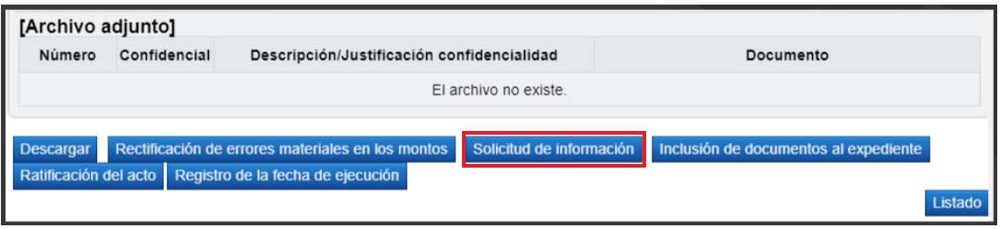 [Archivo adjunto]
Número Confidencial Descripción/Justificación confidencialidad Documento
El archivo no existe.
Descargar Rectificación de errores materiales en los montos Solicitud de información Inclusión de documentos al expediente
Ratificación del acto Registro de la fecha de ejecución
Listado